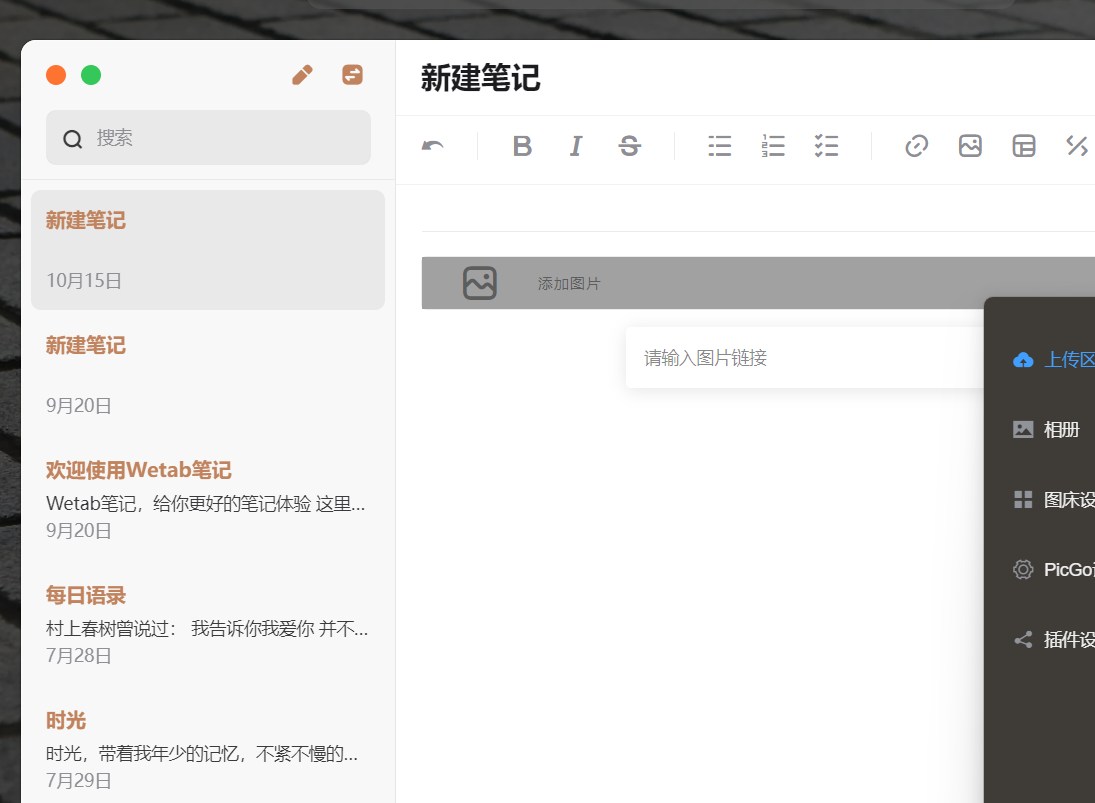 搜索
新建笔记
10月15日
新建笔记
9月20日
欢迎使用Wetab笔记
Wetab笔记，给你更好的笔记体验 这里...
9月20日
每日语录
村上春树曾说过： 我告诉你我爱你 并不...
7月28日
时光
时光，带着我年少的记忆，不紧不慢的...
7月29日
新建笔记
B I S
添加图片
请输入图片链接
上传区
相册
图床设
PicGo
插件设